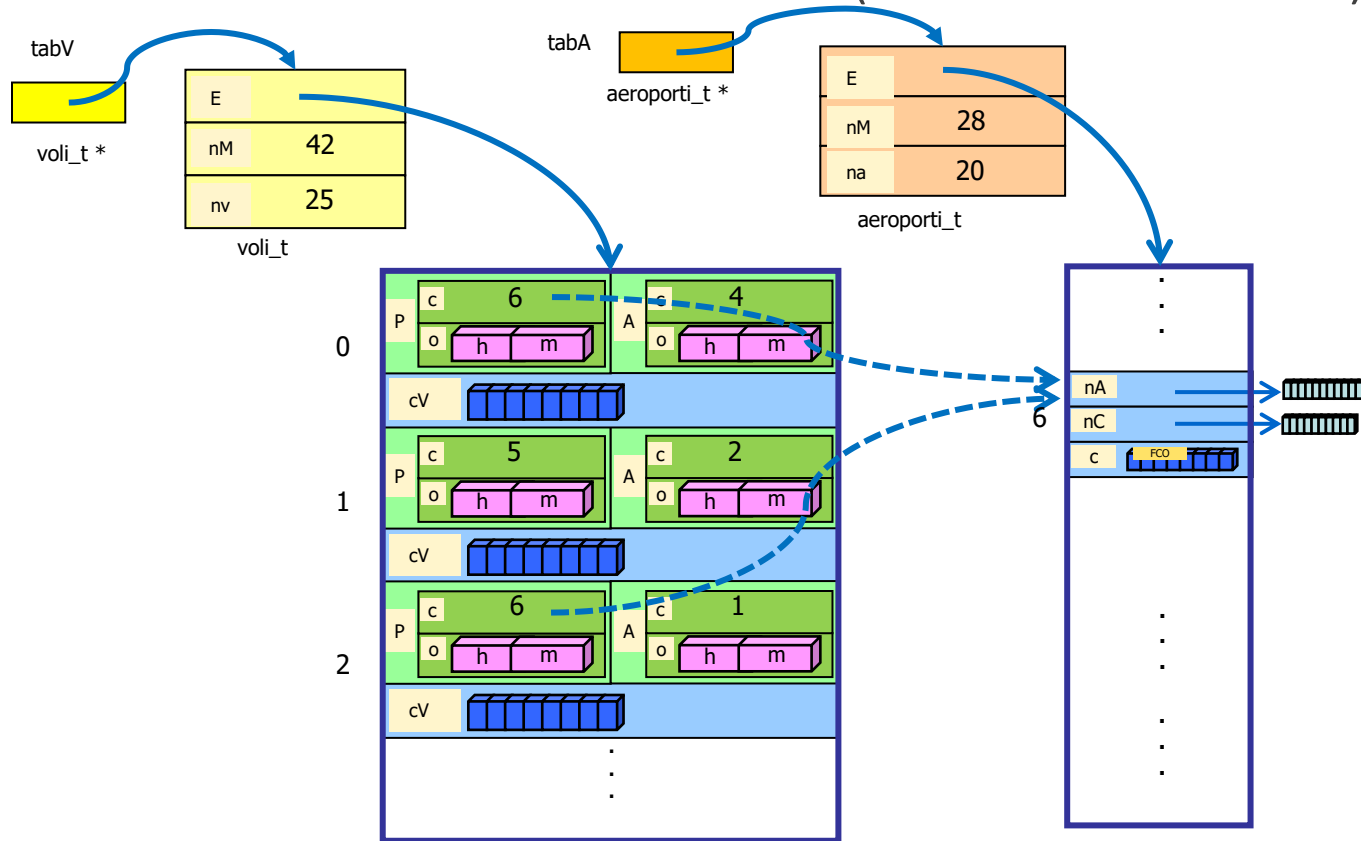 tabV
voli_t *
E
nM 42
nv 25
voli_t
tabA
aeroporti_t *
E
nM 28
na 20
aeroporti_t
0
P c 6 A c 4
o h m o h m
cV
1
P c 5 A c 2
o h m o h m
cV
2
P c 6 A c 1
o h m o h m
cV
6
nA
nC
c FCO